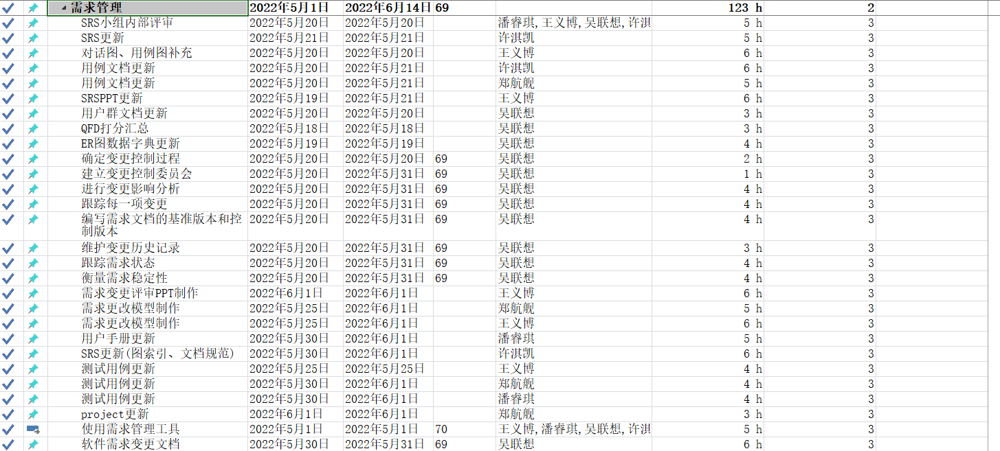 需求管理 2022年5月1日 2022年6月14日 69 123 h 2
SRS小组内部评审 2022年5月20日 2022年5月20日 潘睿琪,王义博,吴联想,许淇 5 h 3
SRS更新 2022年5月21日 2022年5月21日 许淇凯 5 h 3
对话图、用例图补充 2022年5月20日 2022年5月20日 王义博 6 h 3
用例文档更新 2022年5月20日 2022年5月21日 许淇凯 6 h 3
用例文档更新 2022年5月20日 2022年5月21日 郑航舰 5 h 3
SRSPPT更新 2022年5月19日 2022年5月21日 王义博 6 h 3
用户群文档更新 2022年5月20日 2022年5月20日 吴联想 3 h 3
QFD打分汇总 2022年5月18日 2022年5月18日 吴联想 3 h 3
ER图数据字典更新 2022年5月19日 2022年5月19日 吴联想 4 h 3
确定变更控制过程 2022年5月20日 2022年5月20日 69 吴联想 2 h 3
建立变更控制委员会 2022年5月20日 2022年5月31日 69 吴联想 1 h 3
进行变更影响分析 2022年5月20日 2022年5月31日 69 吴联想 4 h 3
跟踪每一项变更 2022年5月20日 2022年5月31日 69 吴联想 4 h 3
编写需求文档的基准版本和控 2022年5月20日 2022年5月31日 69 吴联想 4 h 3
制版本
维护变更历史记录 2022年5月20日 2022年5月31日 69 吴联想 3 h 3
跟踪需求状态 2022年5月20日 2022年5月31日 69 吴联想 4 h 3
衡量需求稳定性 2022年5月20日 2022年5月31日 69 吴联想 4 h 3
需求变更评审PPT制作 2022年6月1日 2022年6月1日 王义博 6 h 3
需求更改模型制作 2022年5月25日 2022年6月1日 郑航舰 5 h 3
需求更改模型制作 2022年5月25日 2022年6月1日 王义博 6 h 3
用户手册更新 2022年5月30日 2022年6月1日 潘睿琪 5 h 3
SRS更新(图索引、文档规范) 2022年5月30日 2022年6月1日 许淇凯 6 h 3
测试用例更新 2022年5月25日 2022年5月25日 王义博 4 h 3
测试用例更新 2022年5月30日 2022年6月1日 郑航舰 4 h 3
测试用例更新 2022年5月30日 2022年6月1日 潘睿琪 4 h 3
project更新 2022年6月1日 2022年6月1日 郑航舰 3 h 3
使用需求管理工具 2022年5月1日 2022年5月1日 70 王义博,潘睿琪,吴联想,许淇 5 h 3
软件需求变更文档 2022年5月30日 2022年5月31日 69 吴联想 6 h 3